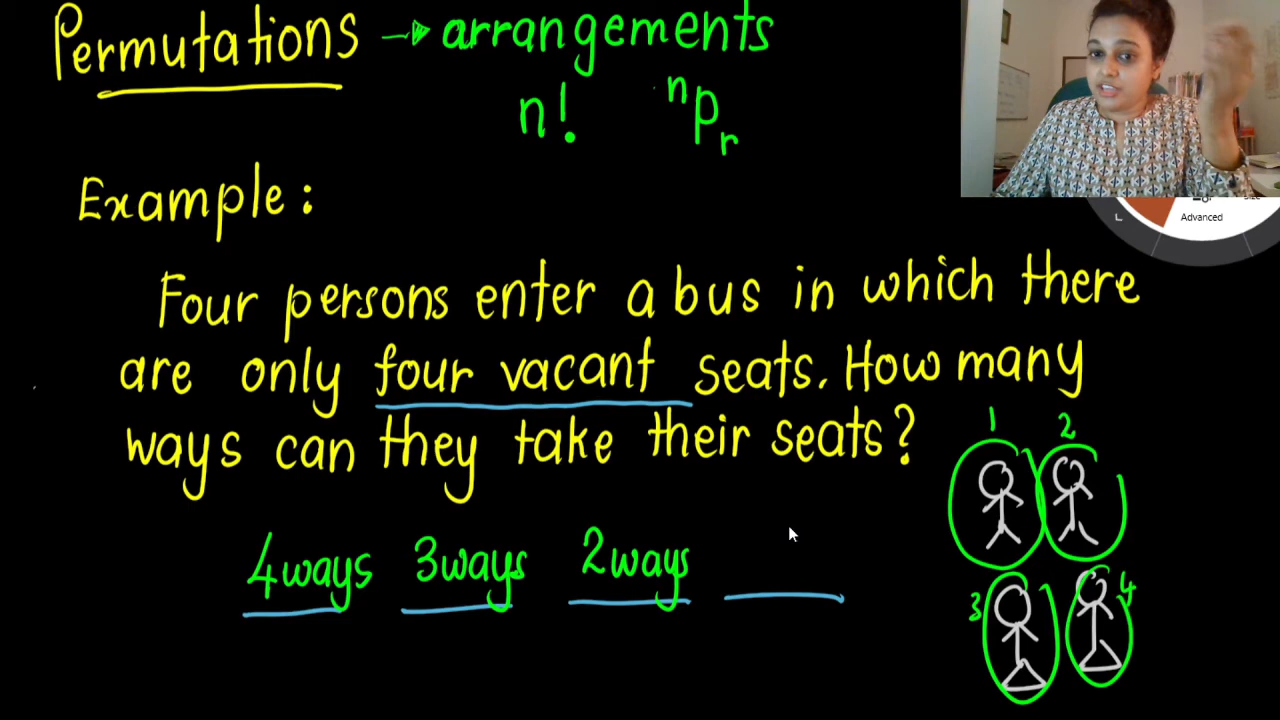 Permutations → arrangements
n! nPr
Advanced
Example:
Four persons enter a bus in which there
are only four vacant seats. How many
ways can they take their seats?
1 2
4ways 3ways 2ways
3 4